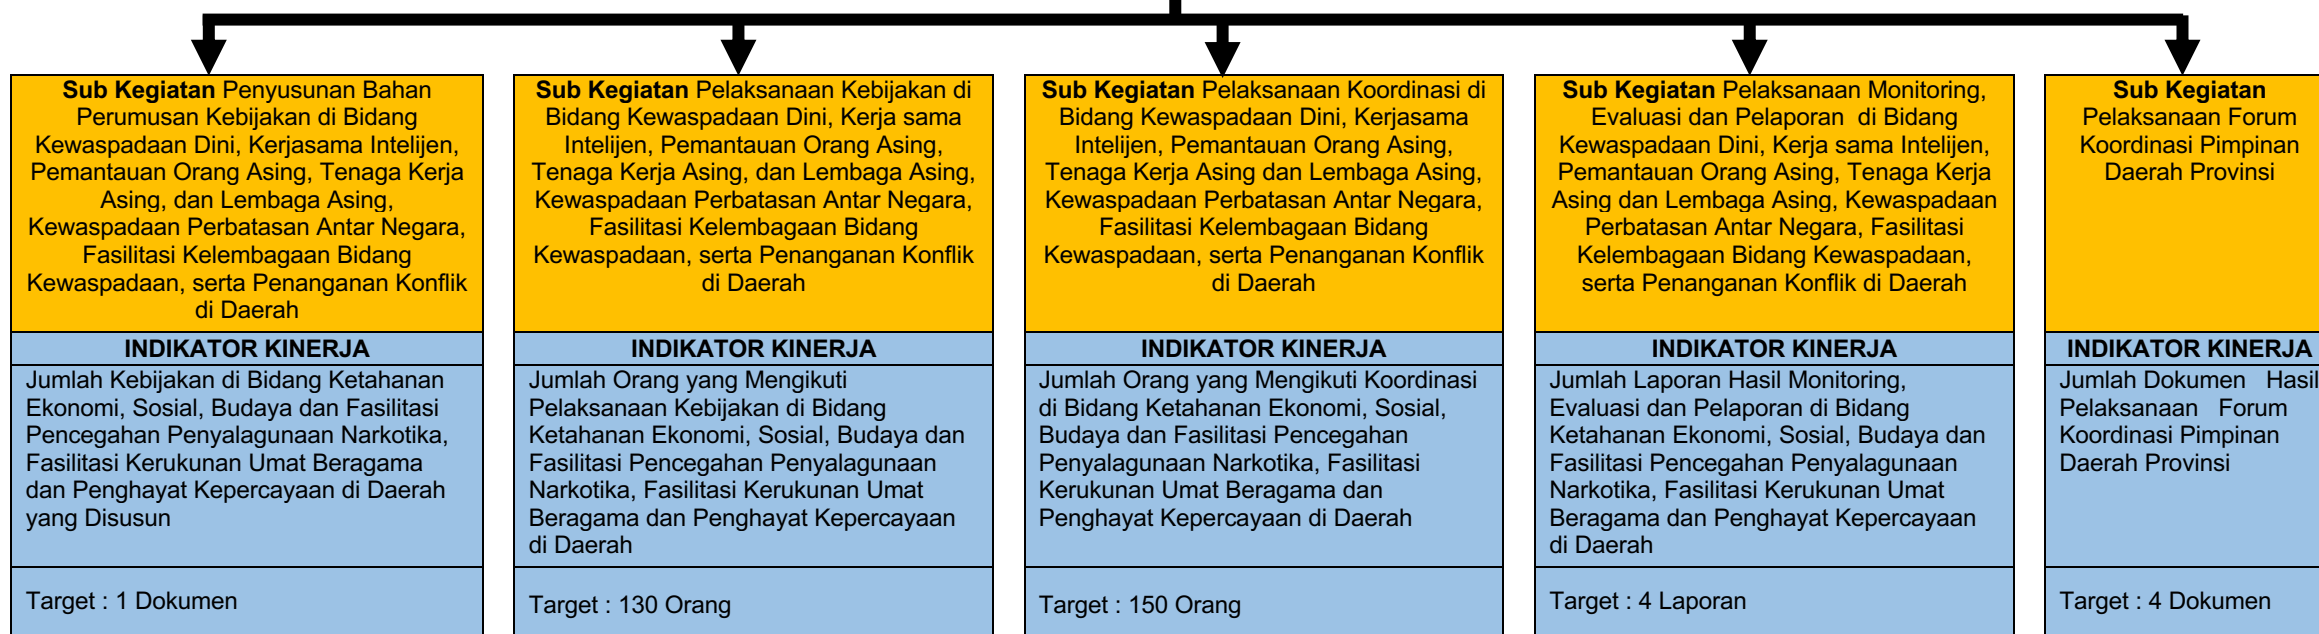 Sub Kegiatan Penyusunan Bahan
Perumusan Kebijakan di Bidang
Kewaspadaan Dini, Kerjasama Intelijen,
Pemantauan Orang Asing, Tenaga Kerja
Asing, dan Lembaga Asing,
Kewaspadaan Perbatasan Antar Negara,
Fasilitasi Kelembagaan Bidang
Kewaspadaan, serta Penanganan Konflik
di Daerah
INDIKATOR KINERJA
Jumlah Kebijakan di Bidang Ketahanan
Ekonomi, Sosial, Budaya dan Fasilitasi
Pencegahan Penyalagunaan Narkotika,
Fasilitasi Kerukunan Umat Beragama
dan Penghayat Kepercayaan di Daerah
yang Disusun
Target : 1 Dokumen
Sub Kegiatan Pelaksanaan Kebijakan di
Bidang Kewaspadaan Dini, Kerja sama
Intelijen, Pemantauan Orang Asing,
Tenaga Kerja Asing, dan Lembaga Asing,
Kewaspadaan Perbatasan Antar Negara,
Fasilitasi Kelembagaan Bidang
Kewaspadaan, serta Penanganan Konflik
di Daerah
INDIKATOR KINERJA
Jumlah Orang yang Mengikuti
Pelaksanaan Kebijakan di Bidang
Ketahanan Ekonomi, Sosial, Budaya dan
Fasilitasi Pencegahan Penyalagunaan
Narkotika, Fasilitasi Kerukunan Umat
Beragama dan Penghayat Kepercayaan
di Daerah
Target : 130 Orang
Sub Kegiatan Pelaksanaan Koordinasi di
Bidang Kewaspadaan Dini, Kerjasama
Intelijen, Pemantauan Orang Asing,
Tenaga Kerja Asing dan Lembaga Asing,
Kewaspadaan Perbatasan Antar Negara,
Fasilitasi Kelembagaan Bidang
Kewaspadaan, serta Penanganan Konflik
di Daerah
INDIKATOR KINERJA
Jumlah Orang yang Mengikuti Koordinasi
di Bidang Ketahanan Ekonomi, Sosial,
Budaya dan Fasilitasi Pencegahan
Penyalagunaan Narkotika, Fasilitasi
Kerukunan Umat Beragama dan
Penghayat Kepercayaan di Daerah
Target : 150 Orang
Sub Kegiatan Pelaksanaan Monitoring,
Evaluasi dan Pelaporan di Bidang
Kewaspadaan Dini, Kerja sama Intelijen,
Pemantauan Orang Asing, Tenaga Kerja
Asing dan Lembaga Asing, Kewaspadaan
Perbatasan Antar Negara, Fasilitasi
Kelembagaan Bidang Kewaspadaan,
serta Penanganan Konflik di Daerah
INDIKATOR KINERJA
Jumlah Laporan Hasil Monitoring,
Evaluasi dan Pelaporan di Bidang
Ketahanan Ekonomi, Sosial, Budaya dan
Fasilitasi Pencegahan Penyalagunaan
Narkotika, Fasilitasi Kerukunan Umat
Beragama dan Penghayat Kepercayaan
di Daerah
Target : 4 Laporan
Sub Kegiatan
Pelaksanaan Forum
Koordinasi Pimpinan
Daerah Provinsi
INDIKATOR KINERJA
Jumlah Dokumen Hasil
Pelaksanaan Forum
Koordinasi Pimpinan
Daerah Provinsi
Target : 4 Dokumen